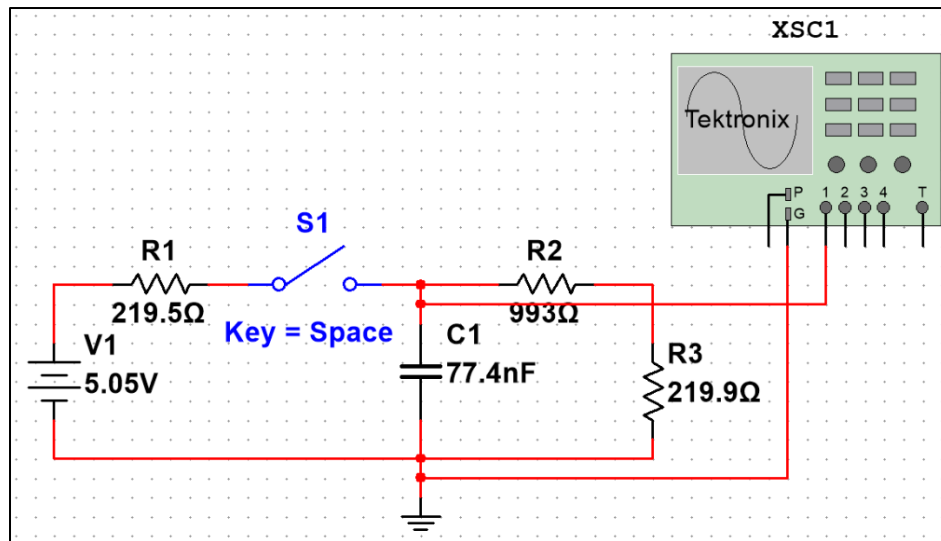 XSC1
Tektronix
P
G
1 2 3 4 T
S1
R1
219.5Ω
Key = Space
R2
993Ω
V1
5.05V
C1
77.4nF
R3
219.9Ω